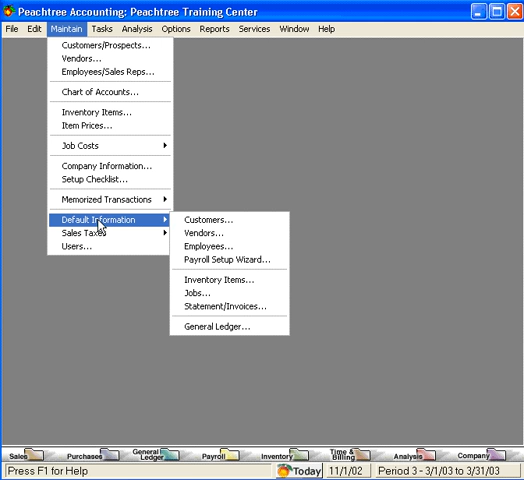 Peachtree Accounting: Peachtree Training Center
File Edit Maintain Tasks Analysis Options Reports Services Window Help
Customers/Prospects...
Vendors...
Employees/Sales Reps...
Chart of Accounts...
Inventory Items...
Item Prices...
Job Costs
Company Information...
Setup Checklist...
Memorized Transactions
Default Information
Sales Taxes
Users...
Customers...
Vendors...
Employees...
Payroll Setup Wizard...
Inventory Items...
Jobs...
Statement/Invoices...
General Ledger...
Sales Purchases General Ledger Payroll Inventory Time & Billing Analysis Company
Press F1 for Help Today 11/1/02 Period 3 - 3/1/03 to 3/31/03